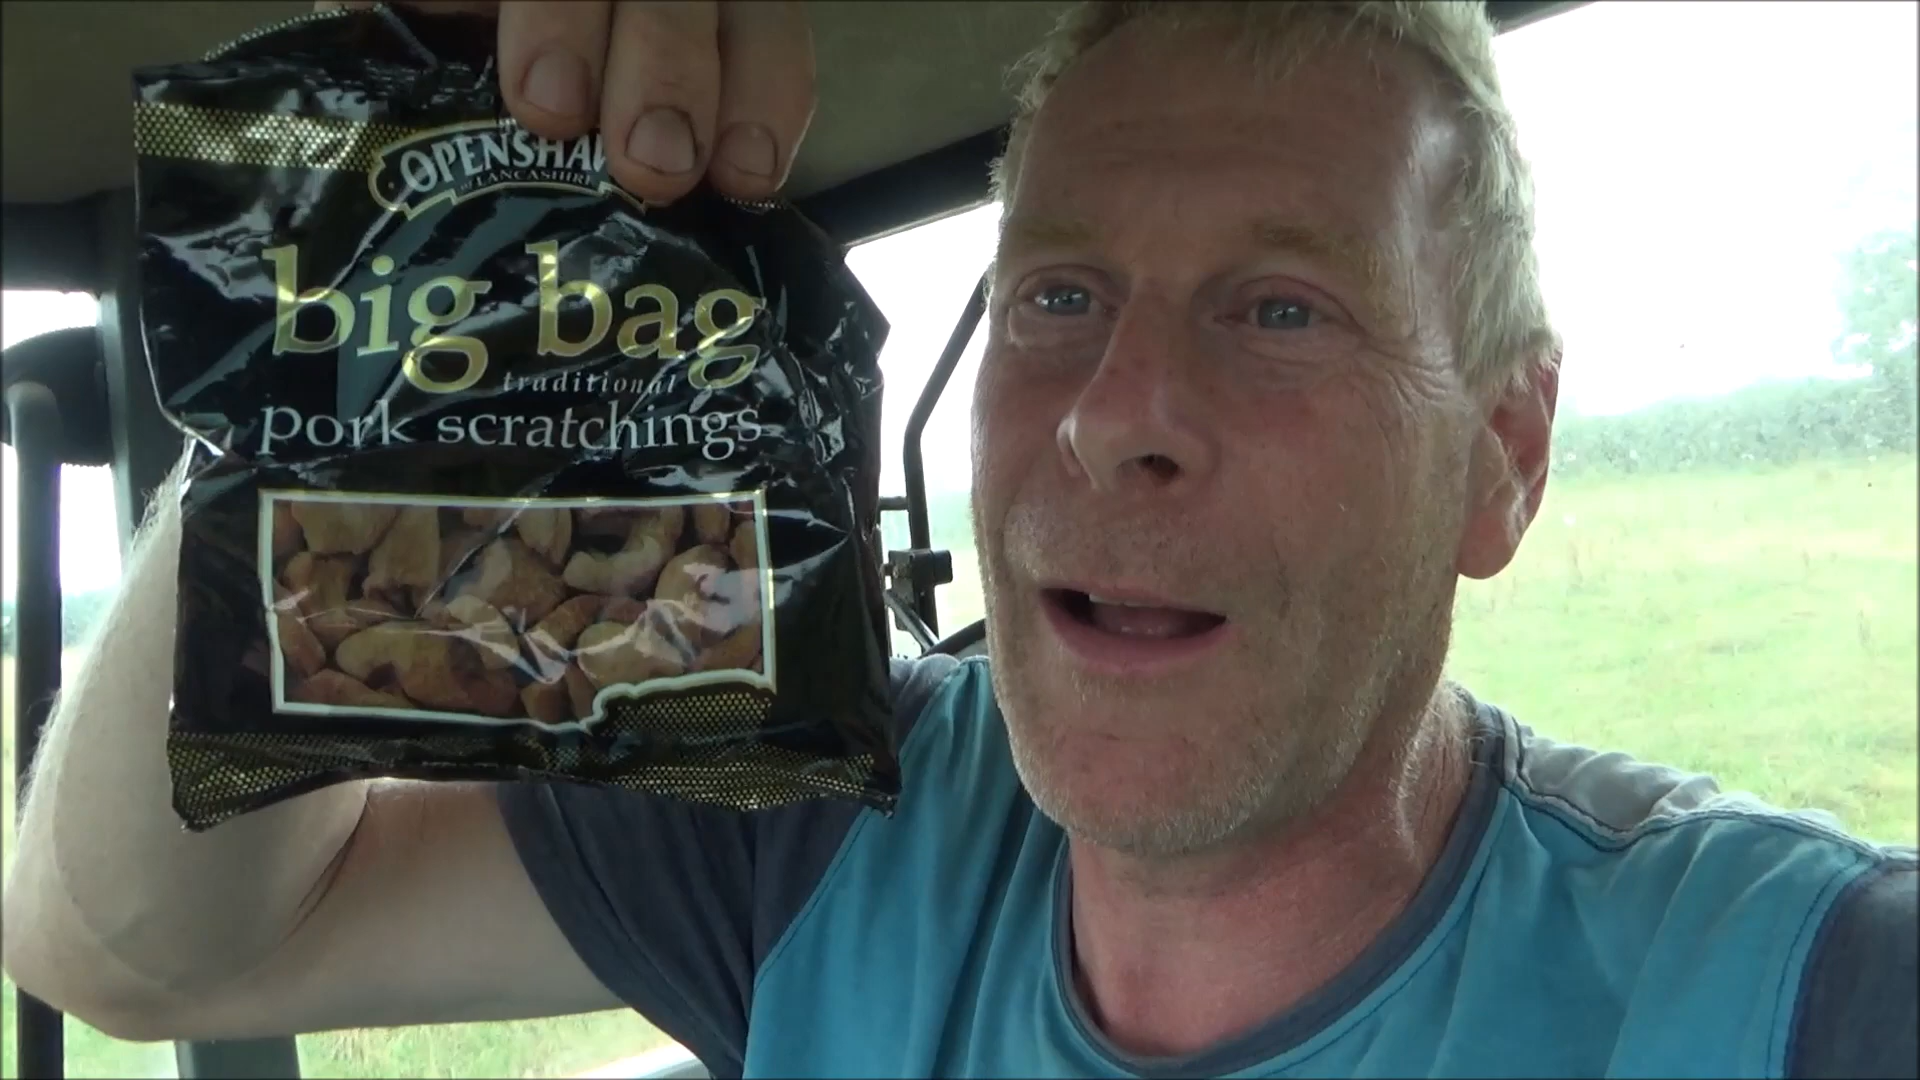 OPENSHAW
of LANCASHIRE
big bag
traditional
pork scratchings